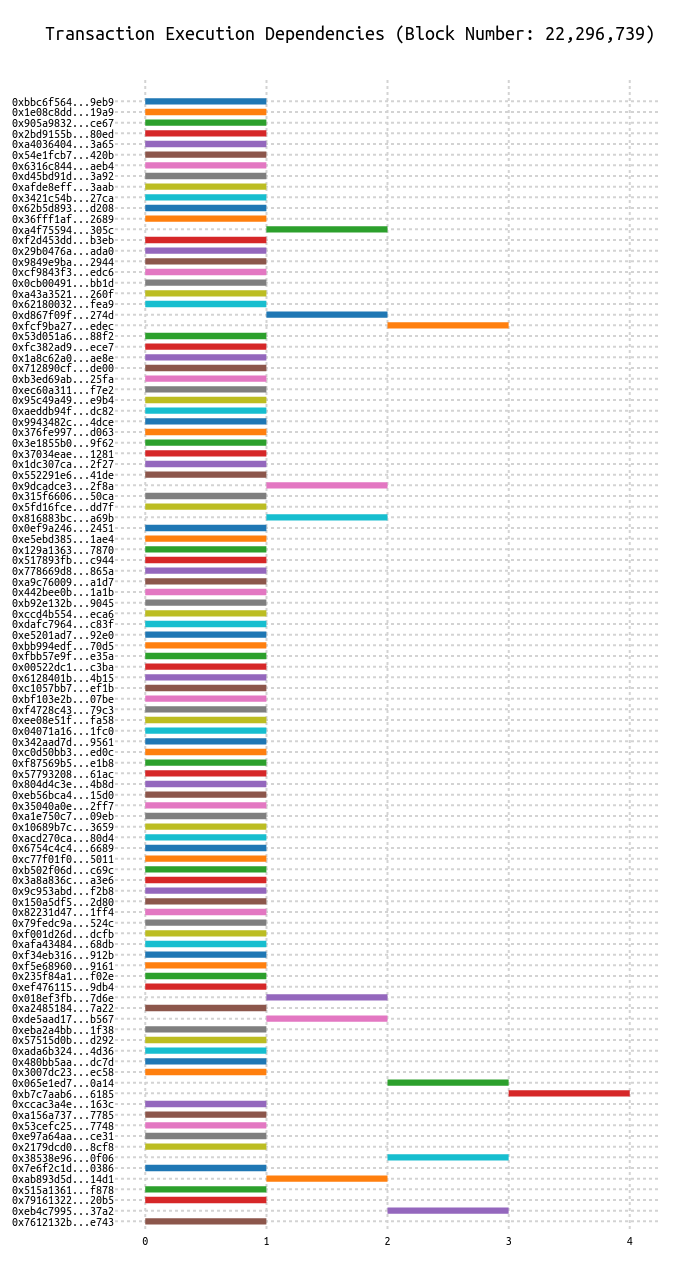 Transaction Execution Dependencies (Block Number: 22,296,739)
0xbbc6f564...9eb9
0x1e08c8dd...19a9
0x905a9832...ce67
0x2bd9155b...80ed
0xa4036404...3a65
0x54e1fcb7...420b
0x6316c844...aeb4
0xd45bd91d...3a92
0xafde8eff...3aab
0x3421c54b...27ca
0x62b5d893...d208
0x36fff1af...2689
0xa4f75594...305c
0xf2d453dd...b3eb
0x29b0476a...ada0
0x9849e9ba...2944
0xcf9843f3...edc6
0x0cb00491...bb1d
0xa43a3521...260f
0x62180032...fea9
0xd867f09f...274d
0xfcf9ba27...edec
0x53d051a6...88f2
0xfc382ad9...ece7
0x1a8c62a0...ae8e
0x712890cf...de00
0xb3ed69ab...25fa
0xec60a311...f7e2
0x95c49a49...e9b4
0xaeddb94f...dc82
0x9943482c...4dce
0x376fe997...d063
0x3e1855b0...9f62
0x37034eae...1281
0x1dc307ca...2f27
0x552291e6...41de
0x9dcadce3...2f8a
0x315f6606...50ca
0x5fd16fce...dd7f
0x816883bc...a69b
0x0ef9a246...2451
0xe5ebd385...1ae4
0x129a1363...7870
0x517893fb...c944
0x778669d8...865a
0xa9c76009...a1d7
0x442bee0b...1a1b
0xb92e132b...9045
0xccd4b554...eca6
0xdafc7964...c83f
0xe5201ad7...92e0
0xbb994edf...70d5
0xfbb57e9f...e35a
0x00522dc1...c3ba
0x6128401b...4b15
0xc1057bb7...ef1b
0xbf103e2b...07be
0xf4728c43...79c3
0xee08e51f...fa58
0x04071a16...1fc0
0x342aad7d...9561
0xc0d50bb3...ed0c
0xf87569b5...e1b8
0x57793208...61ac
0x804d4c3e...4b8d
0xeb56bca4...15d0
0x35040a0e...2ff7
0xa1e750c7...09eb
0x10689b7c...3659
0xacd270ca...80d4
0x6754c4c4...6689
0xc77f01f0...5011
0xb502f06d...c69c
0x3a8a836c...a3e6
0x9c953abd...f2b8
0x150a5df5...2d80
0x82231d47...1ff4
0x79fedc9a...524c
0xf001d26d...dcfb
0xafa43484...68db
0xf34eb316...912b
0xf5e68960...9161
0x235f84a1...f02e
0xef476115...9db4
0x018ef3fb...7d6e
0xa2485184...7a22
0xde5aad17...b567
0xeba2a4bb...1f38
0x57515d0b...d292
0xada6b324...4d36
0x480bb5aa...dc7d
0x3007dc23...ec58
0x065e1ed7...0a14
0xb7c7aab6...6185
0xccac3a4e...163c
0xa156a737...7785
0x53cefc25...7748
0xe97a64aa...ce31
0x2179dcd0...8cf8
0x38538e96...0f06
0x7e6f2c1d...0386
0xab893d5d...14d1
0x515a1361...f878
0x79161322...20b5
0xeb4c7995...37a2
0x7612132b...e743
0 1 2 3 4